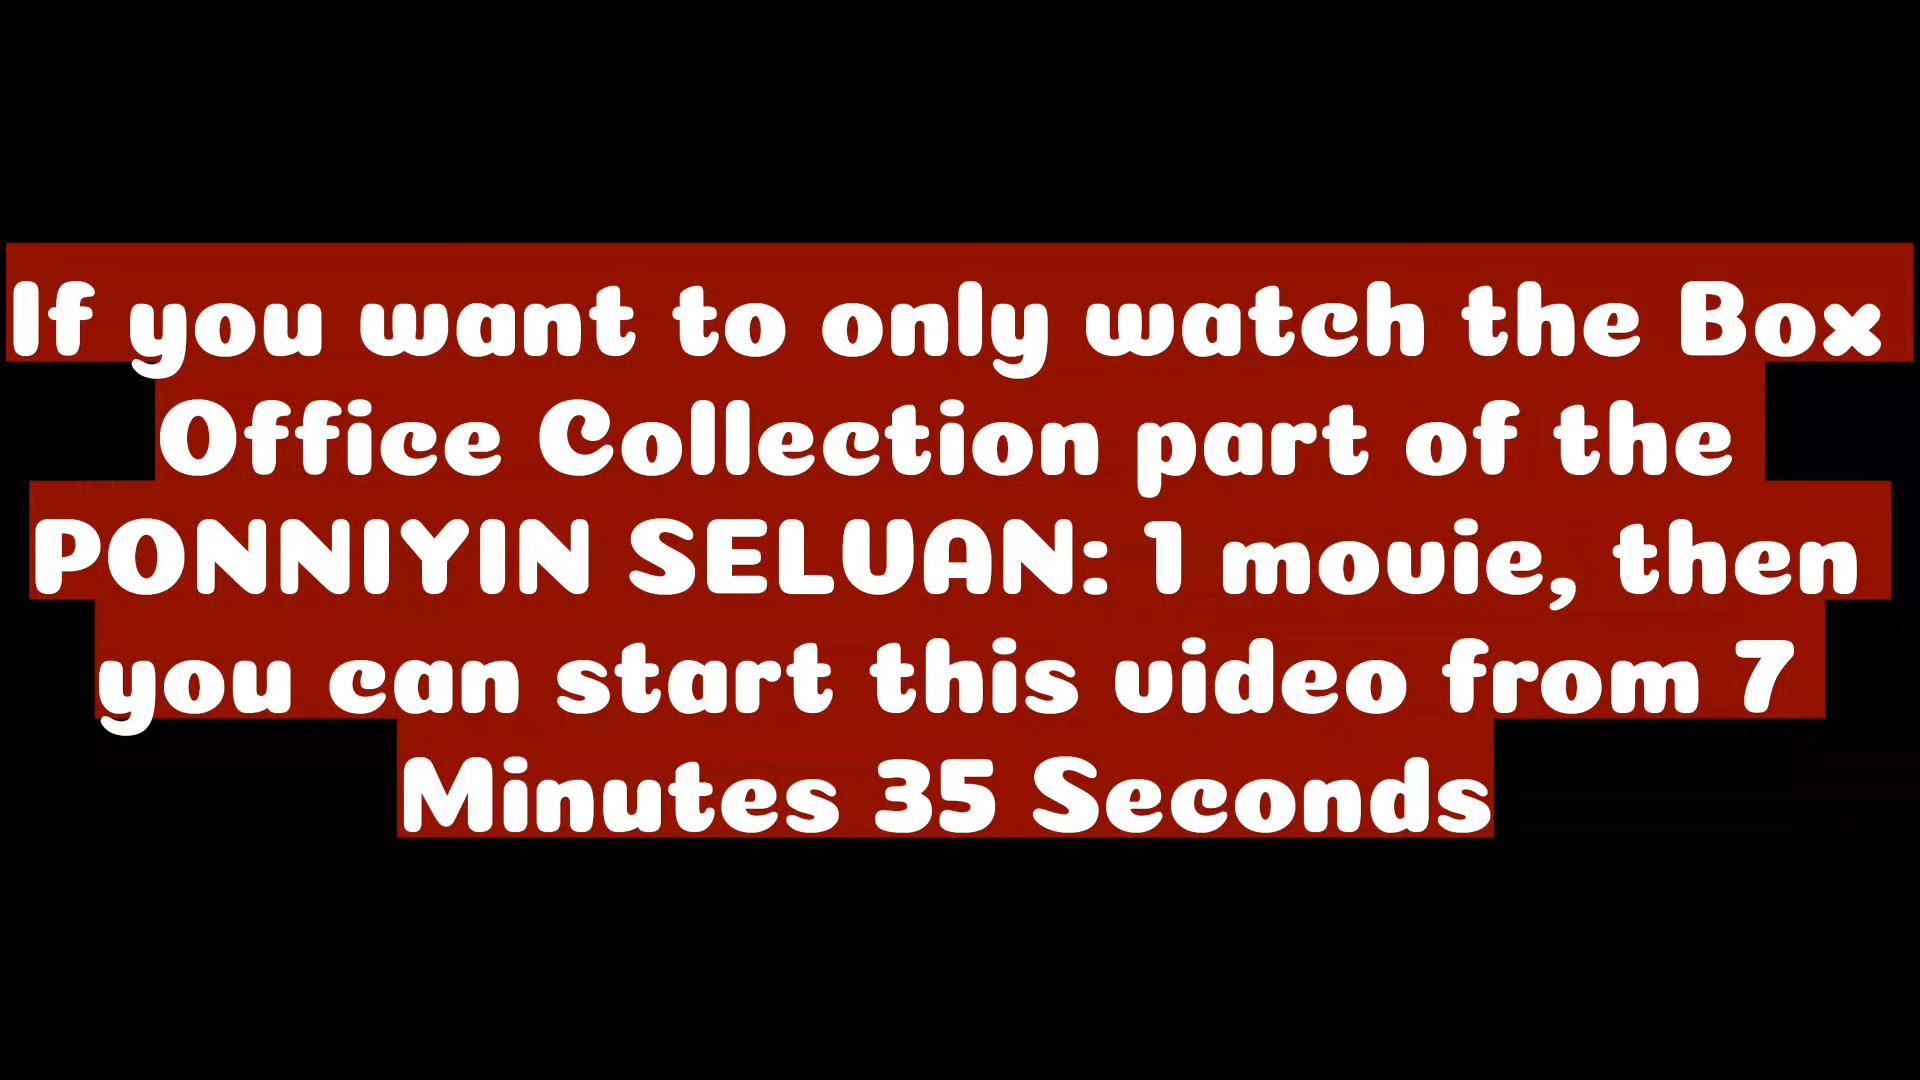 If you want to only watch the Box
Office Collection part of the
PONNIYIN SELVAN: 1 movie, then
you can start this video from 7
Minutes 35 Seconds